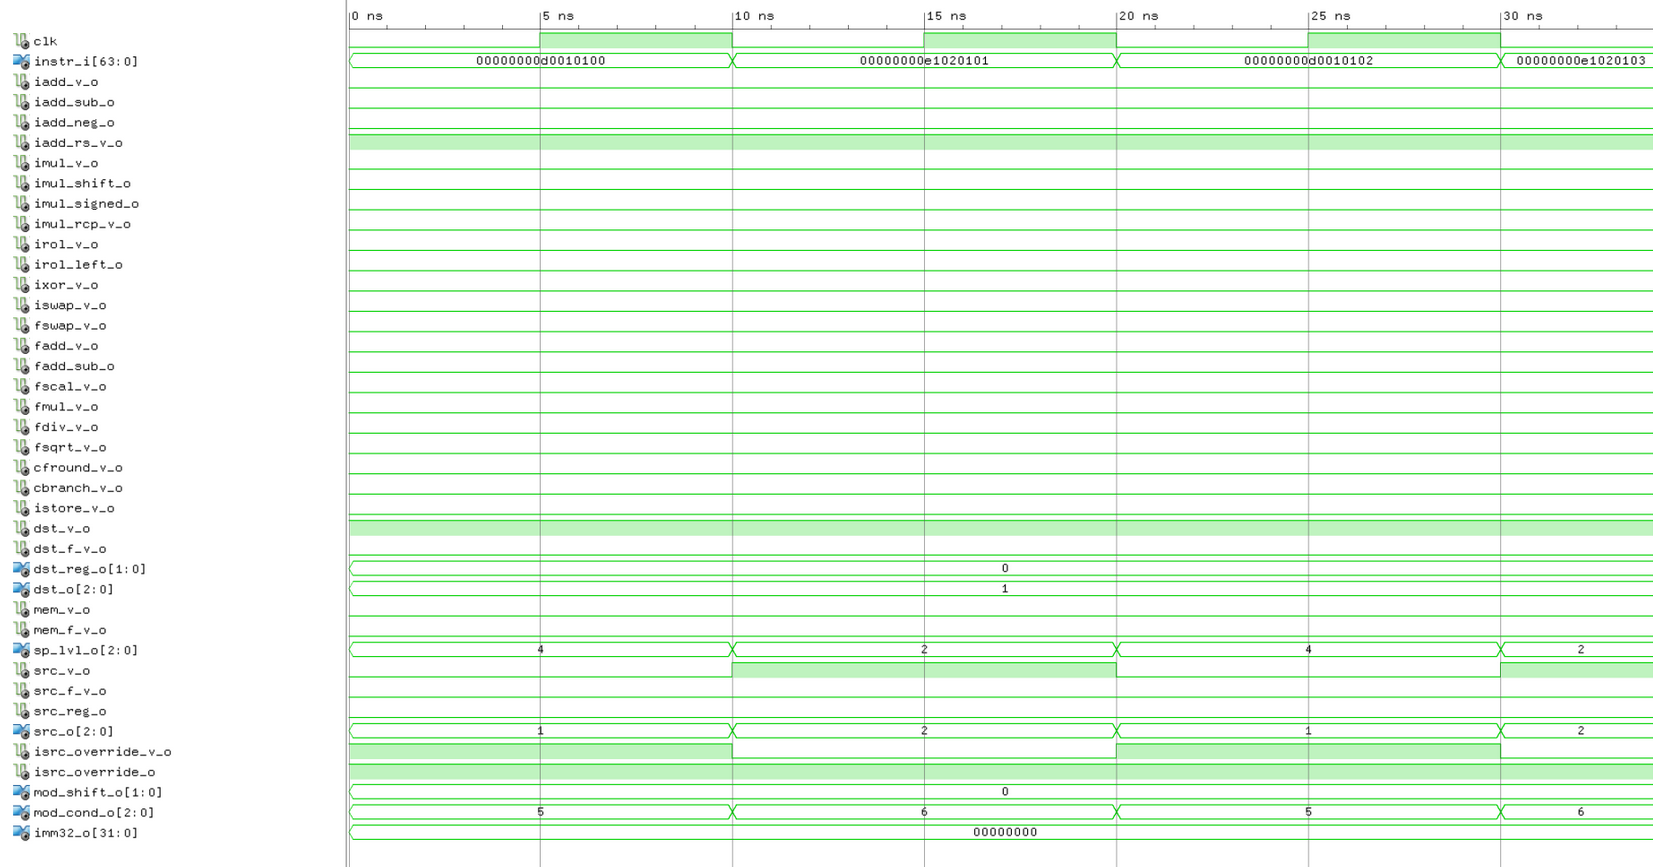 0 ns 5 ns 10 ns 15 ns 20 ns 25 ns 30 ns
clk
instr_i[63:0] 00000000d0010100 00000000e1020101 00000000d0010102 00000000e1020103
iadd_v_o
iadd_sub_o
iadd_neg_o
iadd_rs_v_o
imul_v_o
imul_shift_o
imul_signed_o
imul_rcp_v_o
irol_v_o
irol_left_o
ixor_v_o
iswap_v_o
fswap_v_o
fadd_v_o
fadd_sub_o
fscal_v_o
fmul_v_o
fdiv_v_o
fsqrt_v_o
cfround_v_o
cbranch_v_o
istore_v_o
dst_v_o
dst_f_v_o
dst_reg_o[1:0] 0
dst_o[2:0] 1
mem_v_o
mem_f_v_o
sp_lvl_o[2:0] 4 2 4 2
src_v_o
src_f_v_o
src_reg_o
src_o[2:0] 1 2 1 2
isrc_override_v_o
isrc_override_o
mod_shift_o[1:0] 0
mod_cond_o[2:0] 5 6 5 6
imm32_o[31:0] 00000000